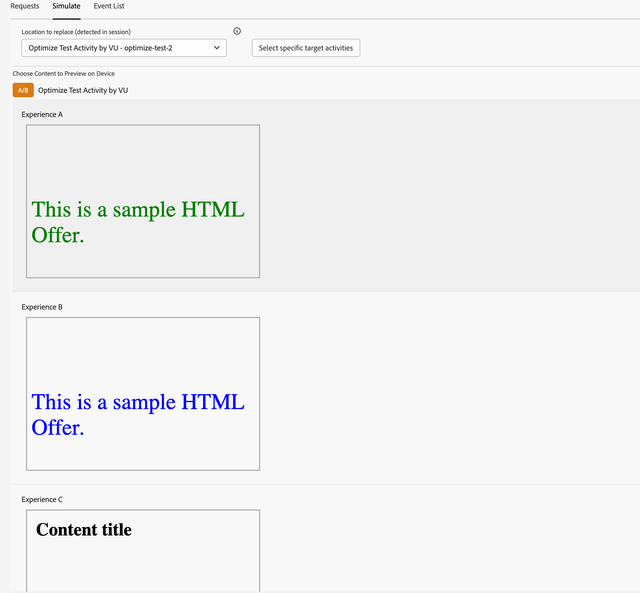 Requests Simulate Event List
Location to replace (detected in session)
Optimize Test Activity by VU - optimize-test-2
Select specific target activities
Choose Content to Preview on Device
A/B Optimize Test Activity by VU
Experience A
This is a sample HTML
Offer.
Experience B
This is a sample HTML
Offer.
Experience C
Content title